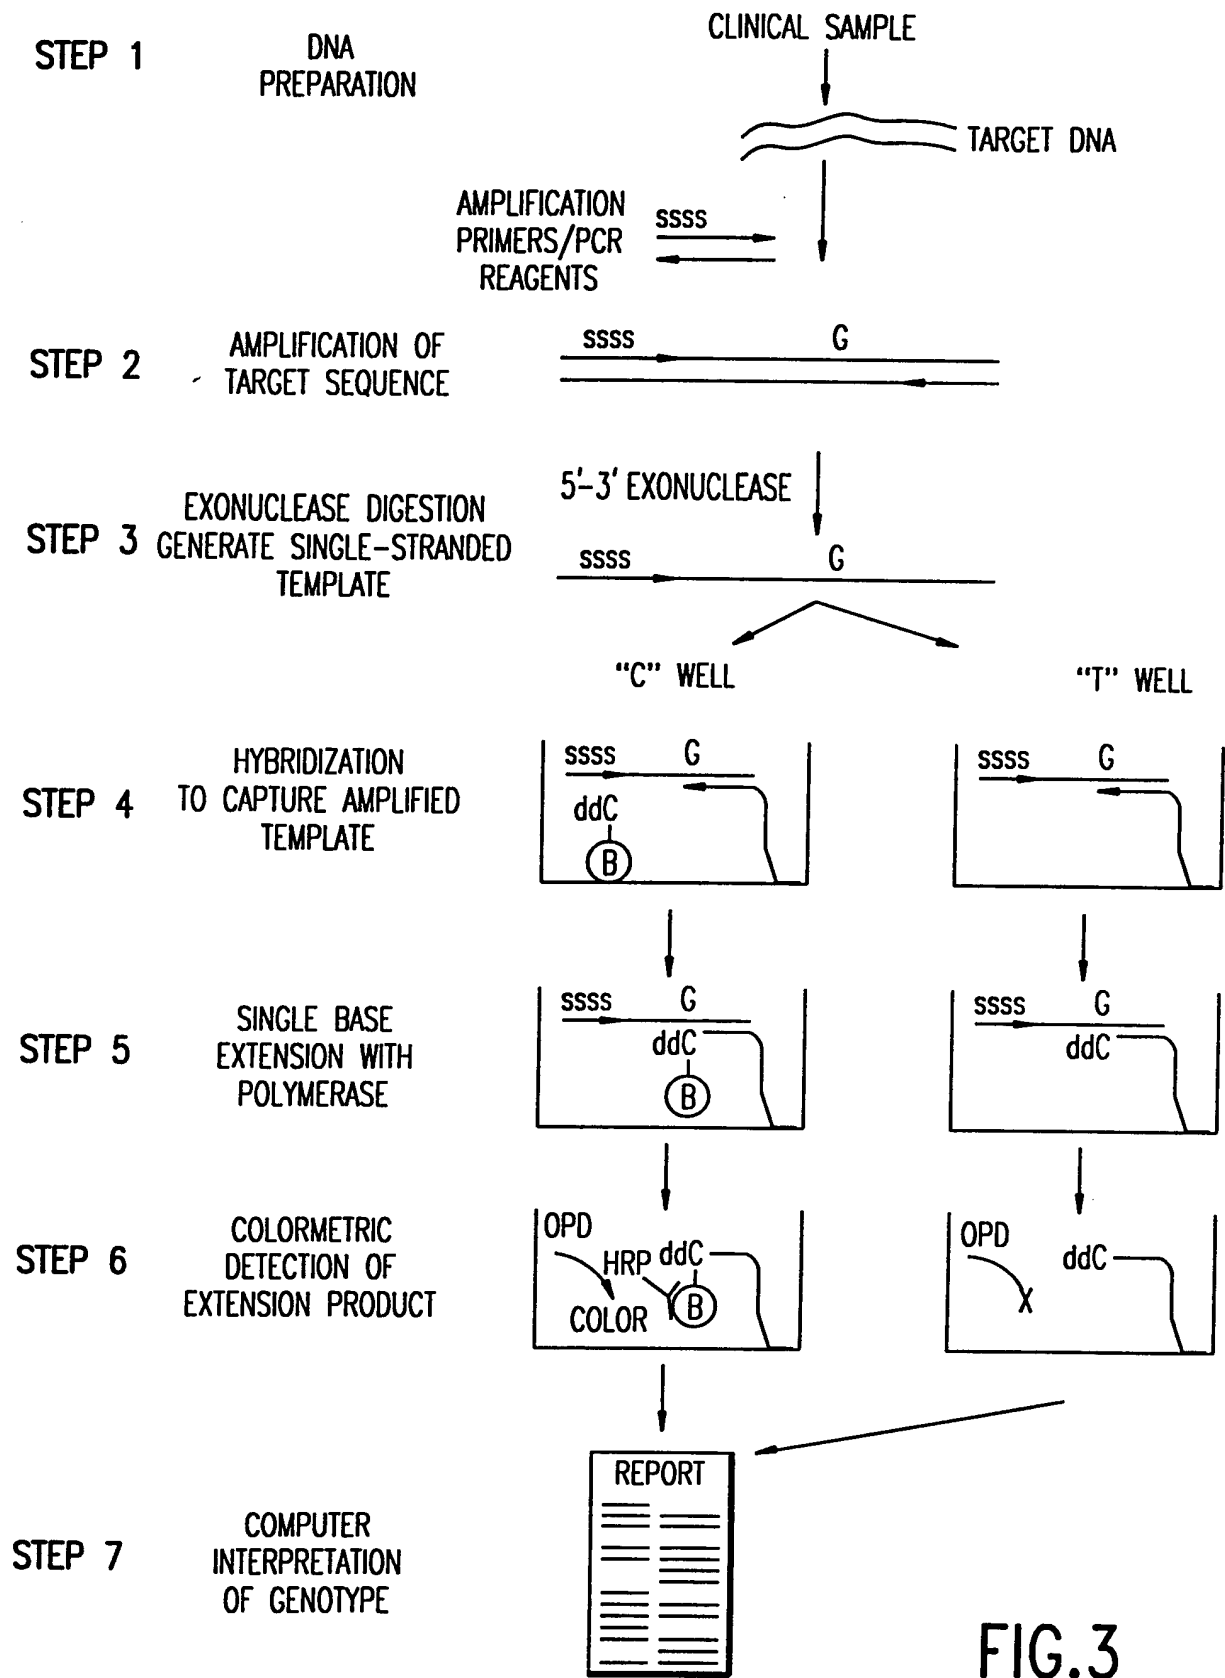 STEP 1
DNA
PREPARATION
CLINICAL SAMPLE
TARGET DNA
AMPLIFICATION
PRIMERS/PCR
REAGENTS
SSSS
STEP 2
AMPLIFICATION OF
TARGET SEQUENCE
SSSS
G
5'-3' EXONUCLEASE
STEP 3
EXONUCLEASE DIGESTION
GENERATE SINGLE-STRANDED
TEMPLATE
SSSS
G
"C" WELL
"T" WELL
STEP 4
HYBRIDIZATION
TO CAPTURE AMPLIFIED
TEMPLATE
SSSS
G
ddC
B
SSSS
G
STEP 5
SINGLE BASE
EXTENSION WITH
POLYMERASE
SSSS
G
ddC
B
SSSS
G
ddC
STEP 6
COLORMETRIC
DETECTION OF
EXTENSION PRODUCT
OPD
HRP
ddC
B
COLOR
OPD
X
ddC
STEP 7
COMPUTER
INTERPRETATION
OF GENOTYPE
REPORT
FIG.3